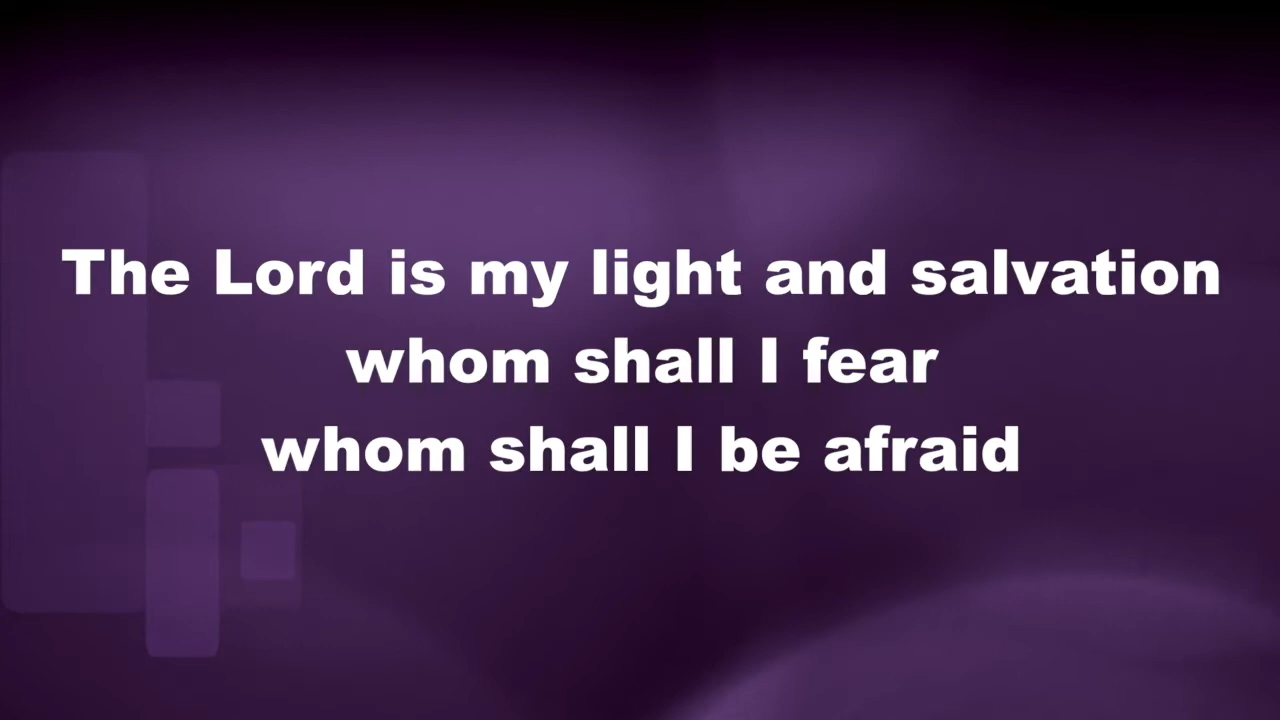 The Lord is my light and salvation
whom shall I fear
whom shall I be afraid